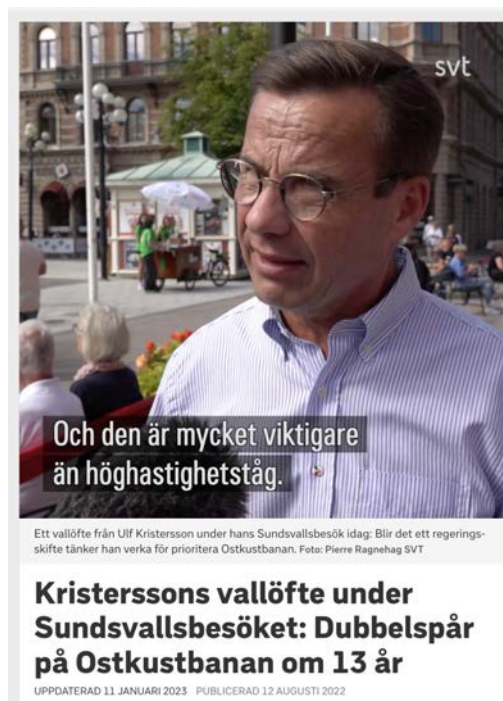 svt
Och den är mycket viktigare
än höghastighetståg.
Ett vallöfte från Ulf Kristersson under hans Sundsvallsbesök idag: Blir det ett regerings-
skifte tänker han verka för prioritera Ostkustbanan. Foto: Pierre Ragnehag SVT
Kristerssons vallöfte under
Sundsvallsbesöket: Dubbelspår
på Ostkustbanan om 13 år
UPPDATERAD 11 JANUARI 2023 PUBLICERAD 12 AUGUSTI 2022